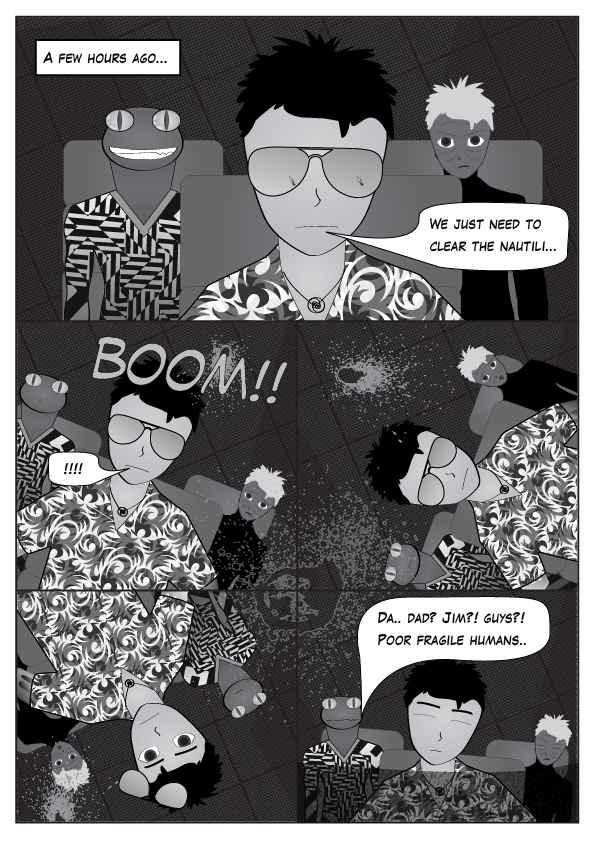 A FEW HOURS AGO...
WE JUST NEED TO
CLEAR THE NAUTILI...
BOOM!!
!!!!
DA.. DAD? JIM?! GUYS?!
POOR FRAGILE HUMANS..